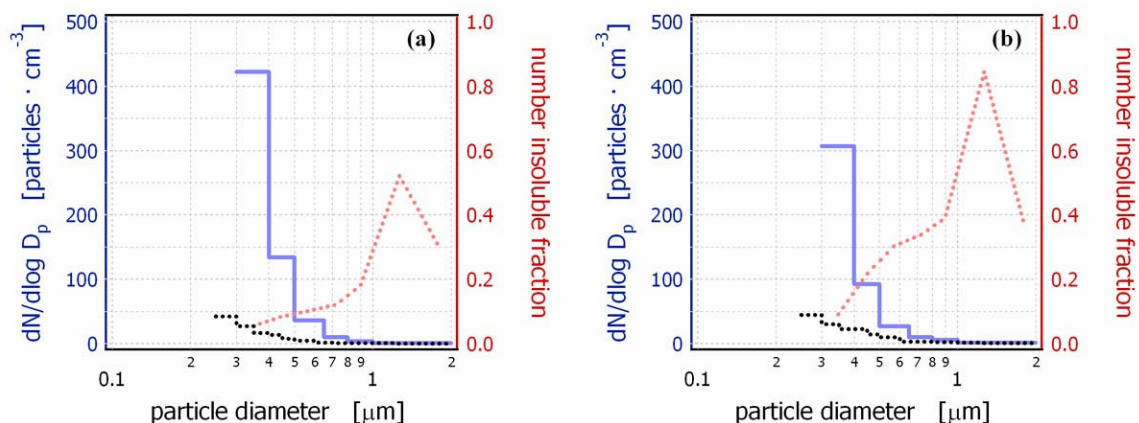 (a)
500
400
300
200
100
0
dN/dlog Dp [particles · cm-3]
1.0
0.8
0.6
0.4
0.2
0.0
number insoluble fraction
2 3 4 5 6 7 8 9 2
0.1 1
particle diameter [μm]
(b)
500
400
300
200
100
0
dN/dlog Dp [particles · cm-3]
1.0
0.8
0.6
0.4
0.2
0.0
number insoluble fraction
2 3 4 5 6 7 8 9 2
0.1 1
particle diameter [μm]